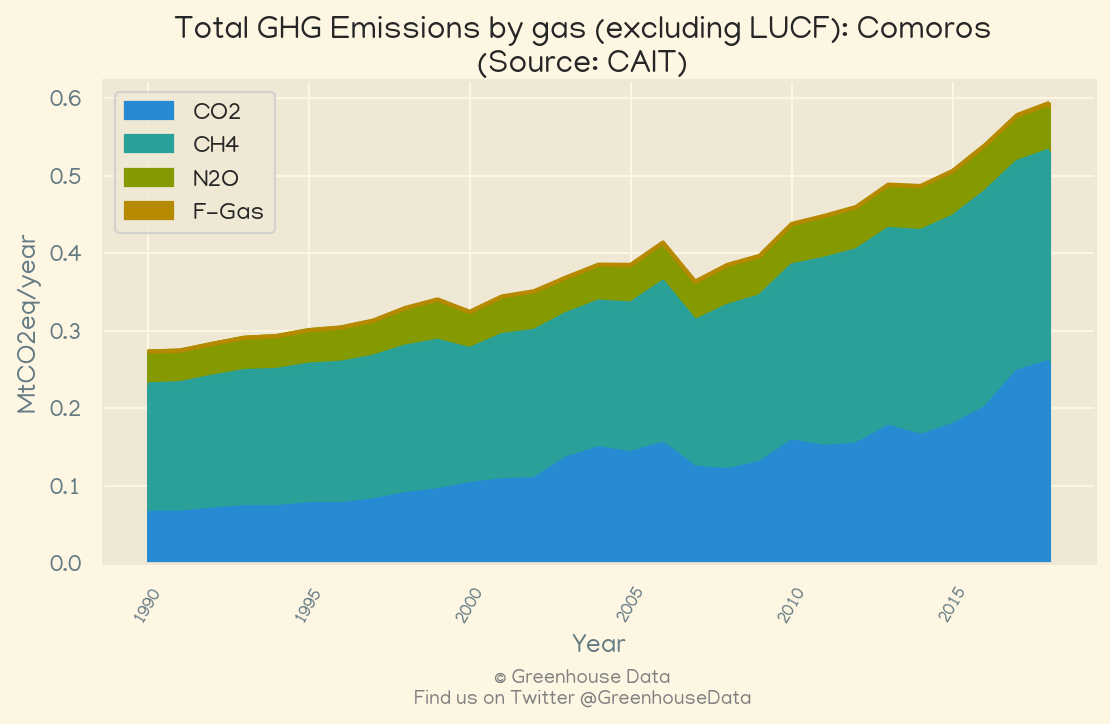 Total GHG Emissions by gas (excluding LUCF): Comoros
(Source: CAIT)
CO2
CH4
N2O
F-Gas
MtCO2eq/year
0.6
0.5
0.4
0.3
0.2
0.1
0.0
1990
1995
2000
2005
2010
2015
Year
© Greenhouse Data
Find us on Twitter @GreenhouseData